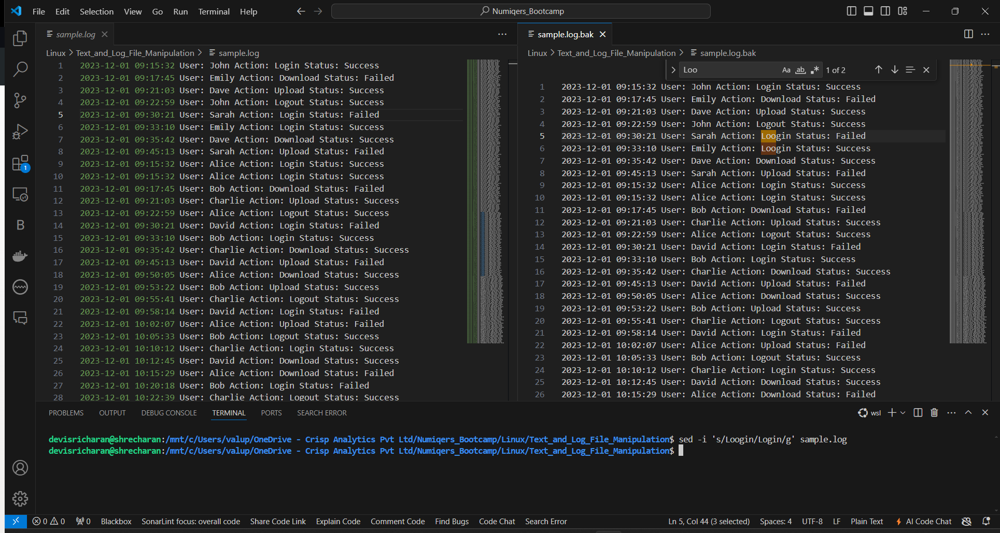 File Edit Selection View Go Run Terminal Help
Numiqers_Bootcamp
sample.log
Linux > Text_and_Log_File_Manipulation > sample.log
1 2023-12-01 09:15:32 User: John Action: Login Status: Success
2 2023-12-01 09:17:45 User: Emily Action: Download Status: Failed
3 2023-12-01 09:21:03 User: Dave Action: Upload Status: Success
4 2023-12-01 09:22:59 User: John Action: Logout Status: Success
5 2023-12-01 09:30:21 User: Sarah Action: Login Status: Failed
6 2023-12-01 09:33:10 User: Emily Action: Login Status: Success
7 2023-12-01 09:35:42 User: Dave Action: Download Status: Success
8 2023-12-01 09:45:13 User: Sarah Action: Upload Status: Failed
9 2023-12-01 09:15:32 User: Alice Action: Login Status: Success
10 2023-12-01 09:15:32 User: Alice Action: Login Status: Success
11 2023-12-01 09:17:45 User: Bob Action: Download Status: Failed
12 2023-12-01 09:21:03 User: Charlie Action: Upload Status: Success
13 2023-12-01 09:22:59 User: Alice Action: Logout Status: Success
14 2023-12-01 09:30:21 User: David Action: Login Status: Failed
15 2023-12-01 09:33:10 User: Bob Action: Login Status: Success
16 2023-12-01 09:35:42 User: Charlie Action: Download Status: Success
17 2023-12-01 09:45:13 User: David Action: Upload Status: Failed
18 2023-12-01 09:50:05 User: Alice Action: Download Status: Success
19 2023-12-01 09:53:22 User: Bob Action: Upload Status: Success
20 2023-12-01 09:55:41 User: Charlie Action: Logout Status: Success
21 2023-12-01 09:58:14 User: David Action: Login Status: Failed
22 2023-12-01 10:02:07 User: Alice Action: Upload Status: Failed
23 2023-12-01 10:05:33 User: Bob Action: Logout Status: Success
24 2023-12-01 10:10:12 User: Charlie Action: Login Status: Success
25 2023-12-01 10:12:45 User: David Action: Download Status: Success
26 2023-12-01 10:15:29 User: Alice Action: Download Status: Failed
27 2023-12-01 10:20:18 User: Bob Action: Login Status: Failed
28 2023-12-01 10:22:39 User: Charlie Action: Logout Status: Success
sample.log.bak
Linux > Text_and_Log_File_Manipulation > sample.log.bak
Loo Aa ab .* 1 of 2
1 2023-12-01 09:15:32 User: John Action: Login Status: Success
2 2023-12-01 09:17:45 User: Emily Action: Download Status: Failed
3 2023-12-01 09:21:03 User: Dave Action: Upload Status: Success
4 2023-12-01 09:22:59 User: John Action: Logout Status: Success
5 2023-12-01 09:30:21 User: Sarah Action: Loogin Status: Failed
6 2023-12-01 09:33:10 User: Emily Action: Loogin Status: Success
7 2023-12-01 09:35:42 User: Dave Action: Download Status: Success
8 2023-12-01 09:45:13 User: Sarah Action: Upload Status: Failed
9 2023-12-01 09:15:32 User: Alice Action: Login Status: Success
10 2023-12-01 09:15:32 User: Alice Action: Login Status: Success
11 2023-12-01 09:17:45 User: Bob Action: Download Status: Failed
12 2023-12-01 09:21:03 User: Charlie Action: Upload Status: Success
13 2023-12-01 09:22:59 User: Alice Action: Logout Status: Success
14 2023-12-01 09:30:21 User: David Action: Login Status: Failed
15 2023-12-01 09:33:10 User: Bob Action: Login Status: Success
16 2023-12-01 09:35:42 User: Charlie Action: Download Status: Success
17 2023-12-01 09:45:13 User: David Action: Upload Status: Failed
18 2023-12-01 09:50:05 User: Alice Action: Download Status: Success
19 2023-12-01 09:53:22 User: Bob Action: Upload Status: Success
20 2023-12-01 09:55:41 User: Charlie Action: Logout Status: Success
21 2023-12-01 09:58:14 User: David Action: Login Status: Failed
22 2023-12-01 10:02:07 User: Alice Action: Upload Status: Failed
23 2023-12-01 10:05:33 User: Bob Action: Logout Status: Success
24 2023-12-01 10:10:12 User: Charlie Action: Login Status: Success
25 2023-12-01 10:12:45 User: David Action: Download Status: Success
26 2023-12-01 10:15:29 User: Alice Action: Download Status: Failed
1
B
PROBLEMS OUTPUT DEBUG CONSOLE TERMINAL PORTS SEARCH ERROR
wsl
devisricharan@shrecharan:/mnt/c/Users/valup/OneDrive - Crisp Analytics Pvt Ltd/Numiqers_Bootcamp/Linux/Text_and_Log_File_Manipulation$ sed -i 's/Loogin/Login/g' sample.log
devisricharan@shrecharan:/mnt/c/Users/valup/OneDrive - Crisp Analytics Pvt Ltd/Numiqers_Bootcamp/Linux/Text_and_Log_File_Manipulation$
0 0 0 Blackbox SonarLint focus: overall code Share Code Link Explain Code Comment Code Find Bugs Code Chat Search Error Ln 5, Col 44 (3 selected) Spaces: 4 UTF-8 LF Plain Text AI Code Chat